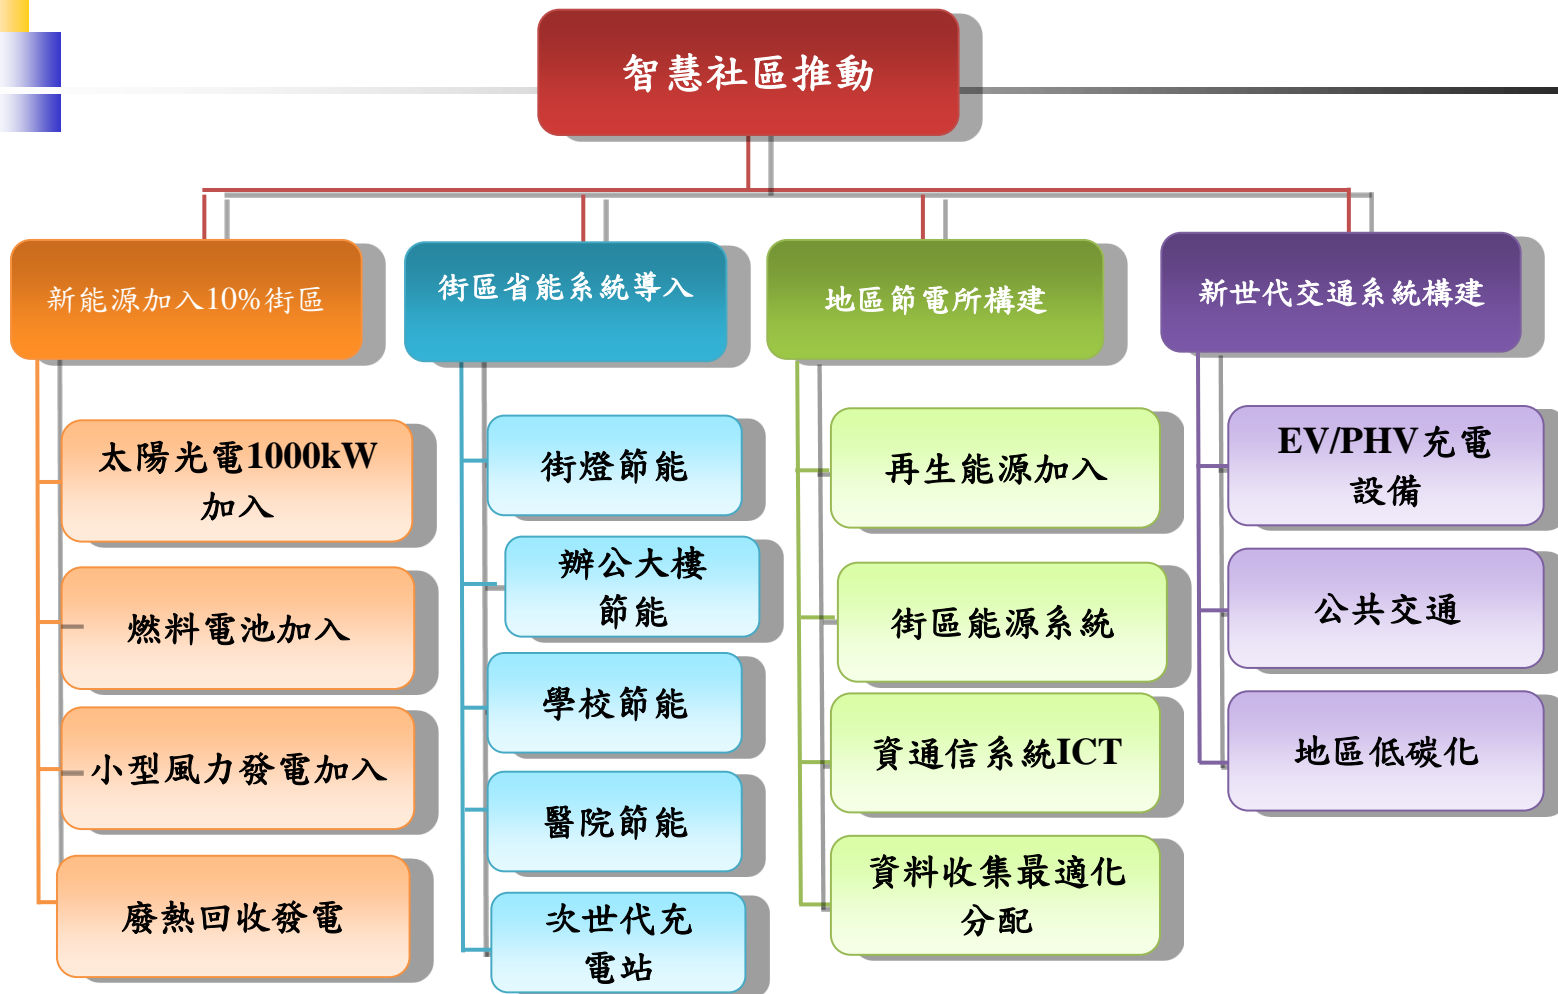 智慧社區推動
新能源加入10%街區
太陽光電1000kW
加入
燃料電池加入
小型風力發電加入
廢熱回收發電
街區省能系統導入
街燈節能
辦公大樓
節能
學校節能
醫院節能
次世代充
電站
地區節電所構建
再生能源加入
街區能源系統
資通信系統ICT
資料收集最適化
分配
新世代交通系統構建
EV/PHV充電
設備
公共交通
地區低碳化